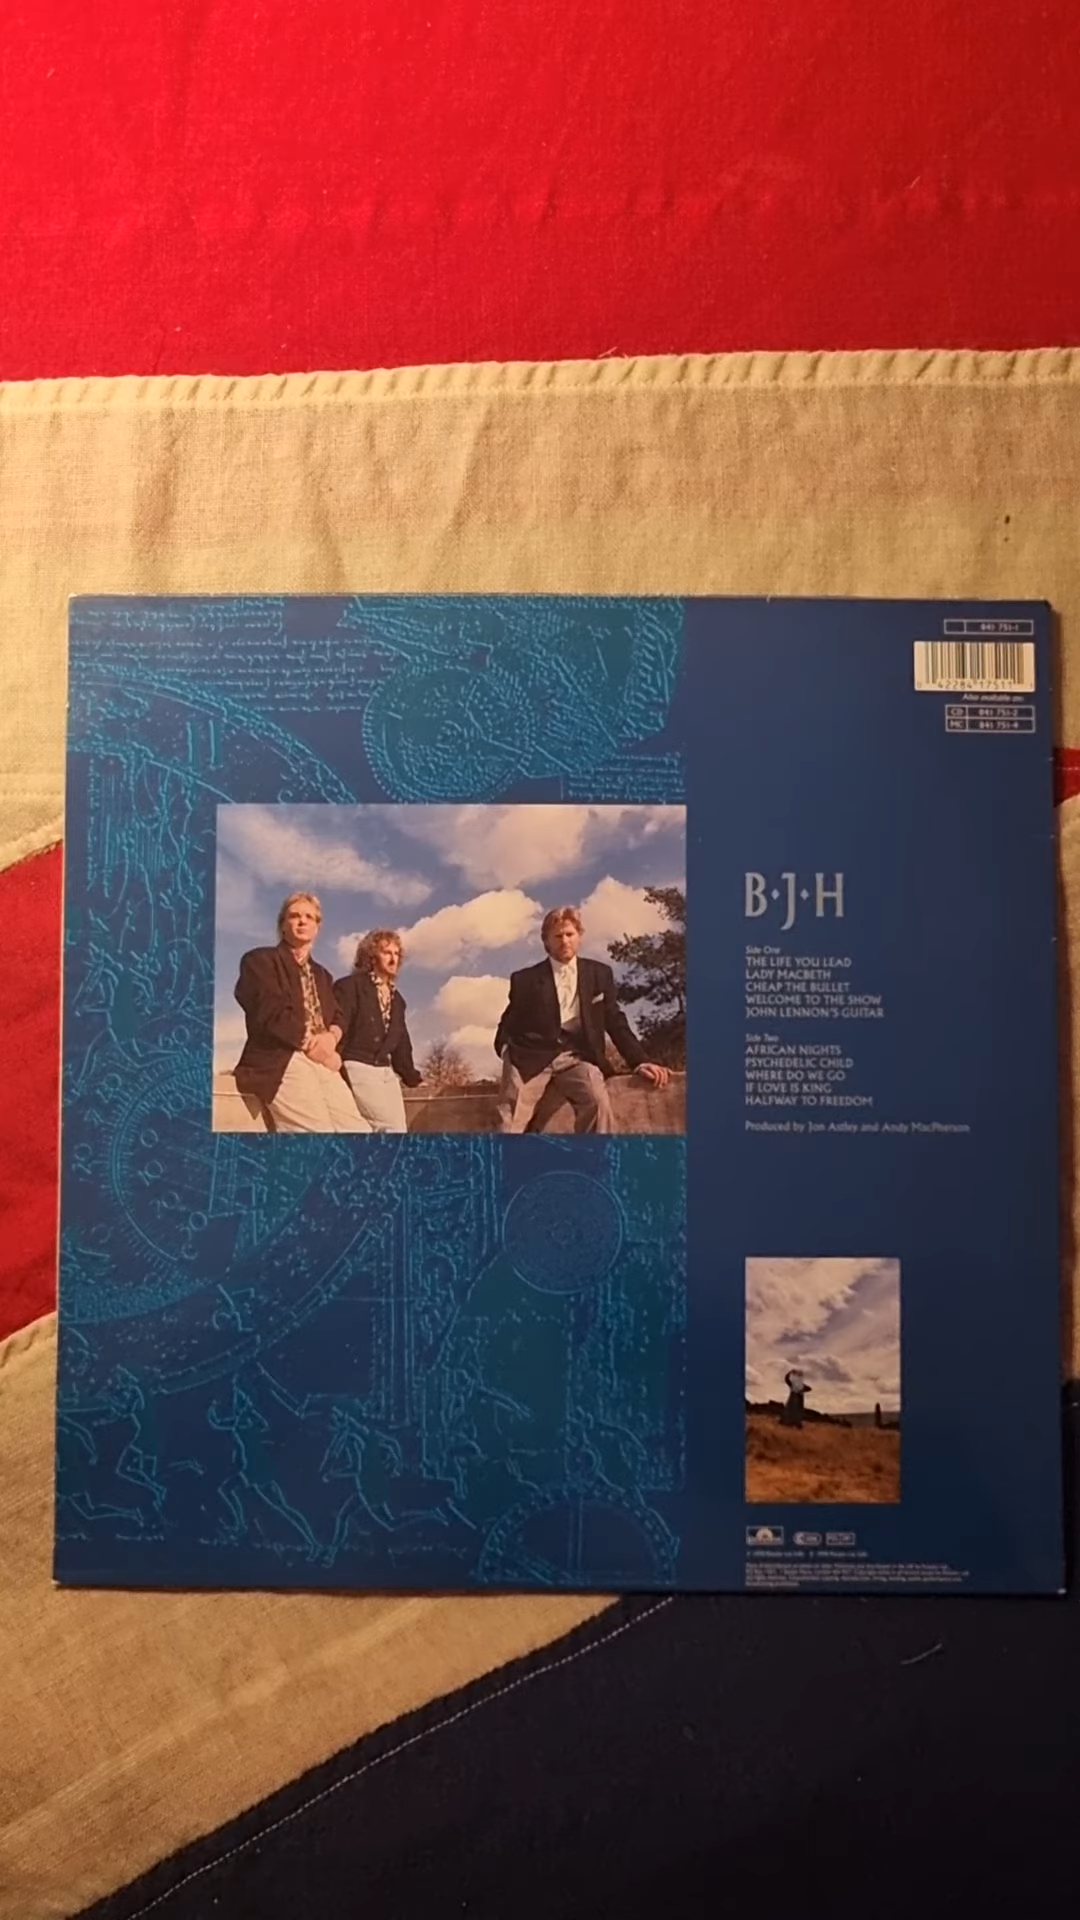 841 751-1
42284 17511
Also available on:
CD 841 751-2
MC 841 751-4
B·J·H
Side One
THE LIFE YOU LEAD
LADY MACBETH
CHEAP THE BULLET
WELCOME TO THE SHOW
JOHN LENNON'S GUITAR
Side Two
AFRICAN NIGHTS
PSYCHEDELIC CHILD
WHERE DO WE GO
IF LOVE IS KING
HALFWAY TO FREEDOM
Produced by Jon Astley and Andy MacPherson